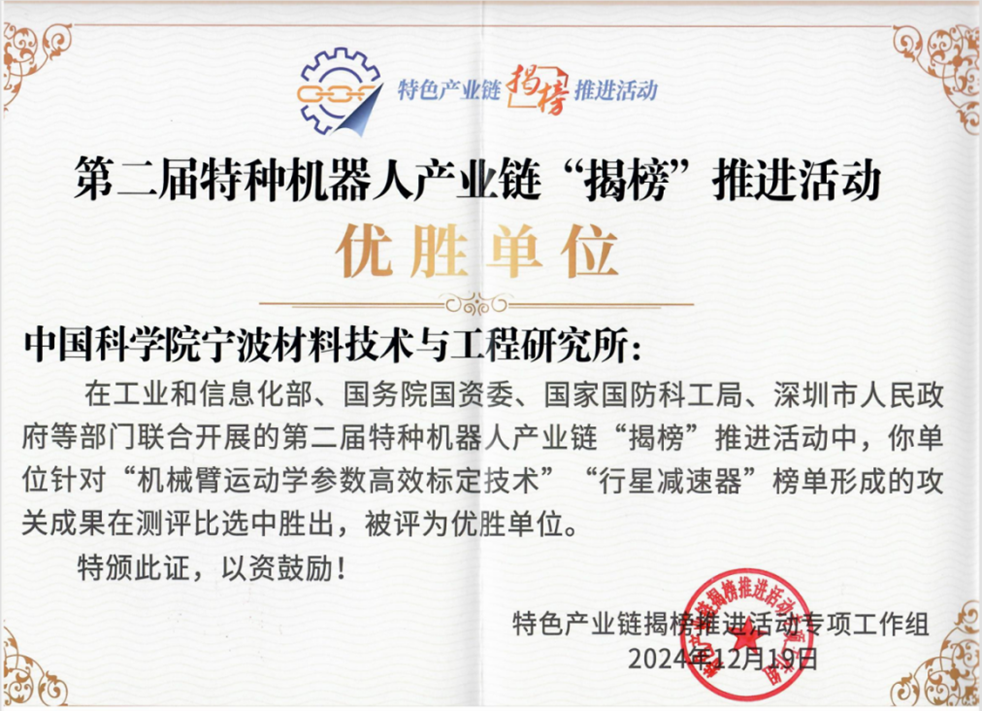 特色产业链揭榜推进活动
第二届特种机器人产业链“揭榜”推进活动
优胜单位
中国科学院宁波材料技术与工程研究所：
在工业和信息化部、国务院国资委、国家国防科工局、深圳市人民政
府等部门联合开展的第二届特种机器人产业链“揭榜”推进活动中，你单
位针对“机械臂运动学参数高效标定技术”“行星减速器”榜单形成的攻
关成果在测评比选中胜出，被评为优胜单位。
特颁此证，以资鼓励！
特色产业链揭榜推进活动专项工作组
2024年12月19日
特色产业链揭榜推进活动专项工作组